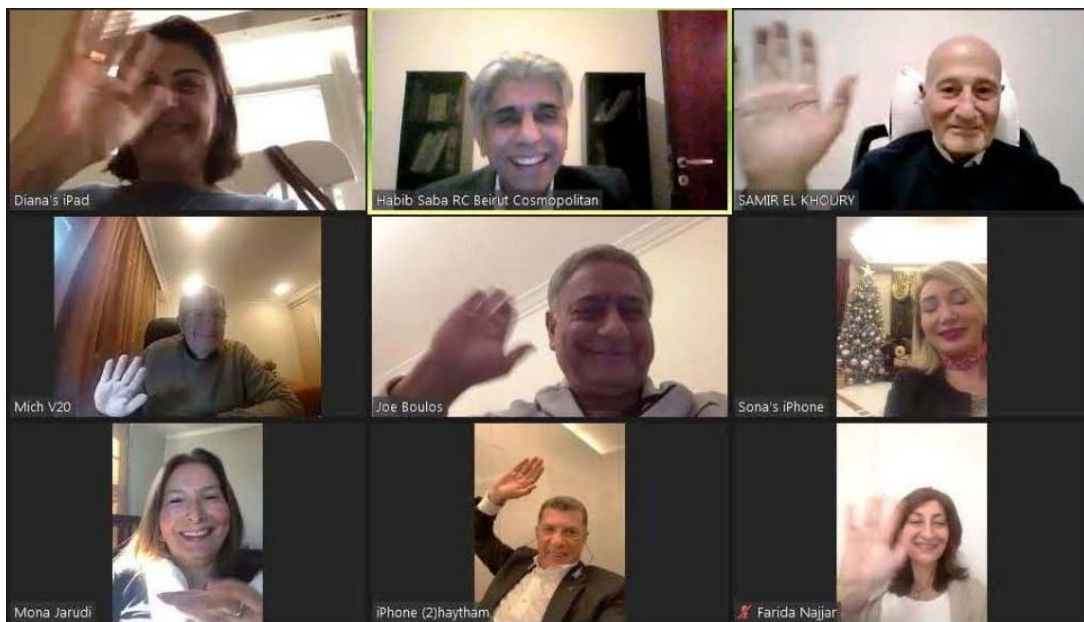 Diana's iPad
Habib Saba RC Beirut Cosmopolitan
SAMIR EL KHOURY
Mich V20
Joe Boulos
Sona's iPhone
Mona Jarudi
iPhone (2)haytham
Farida Najjar